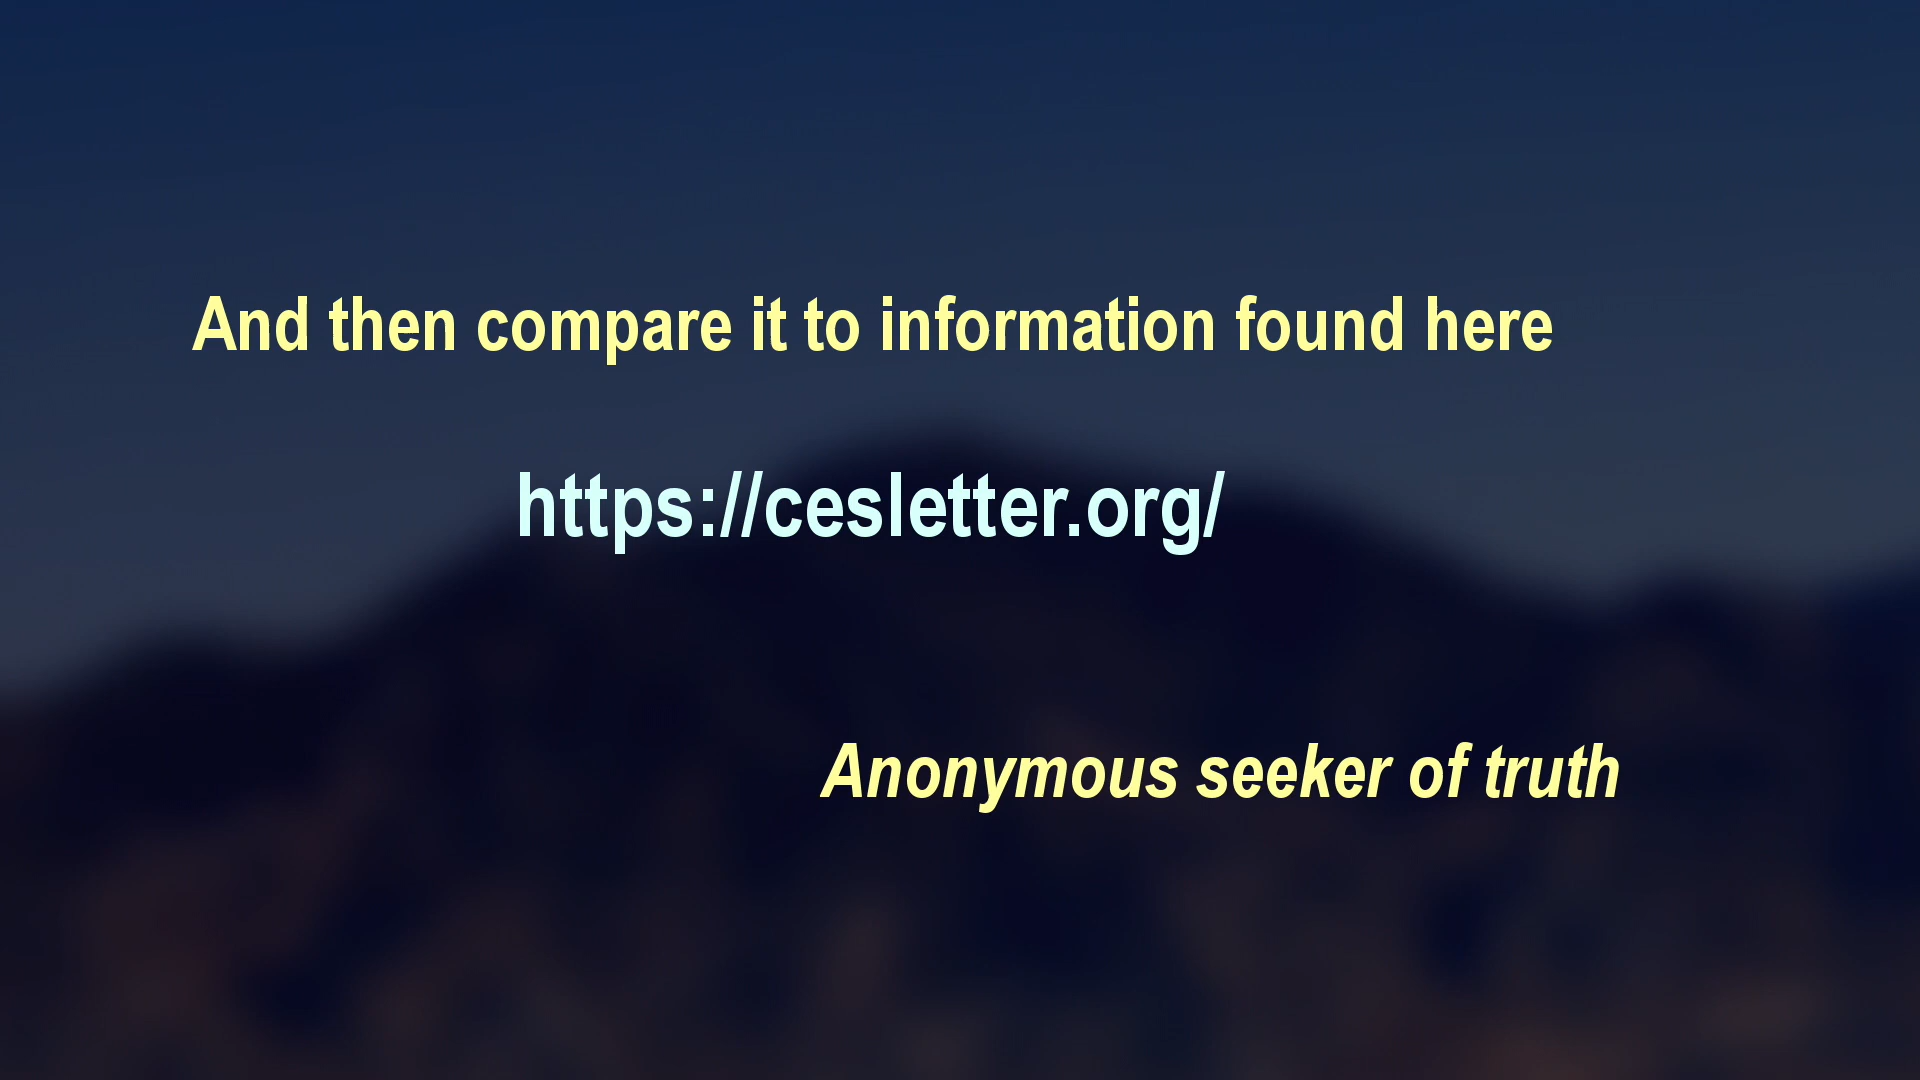 And then compare it to information found here
https://cesletter.org/
Anonymous seeker of truth